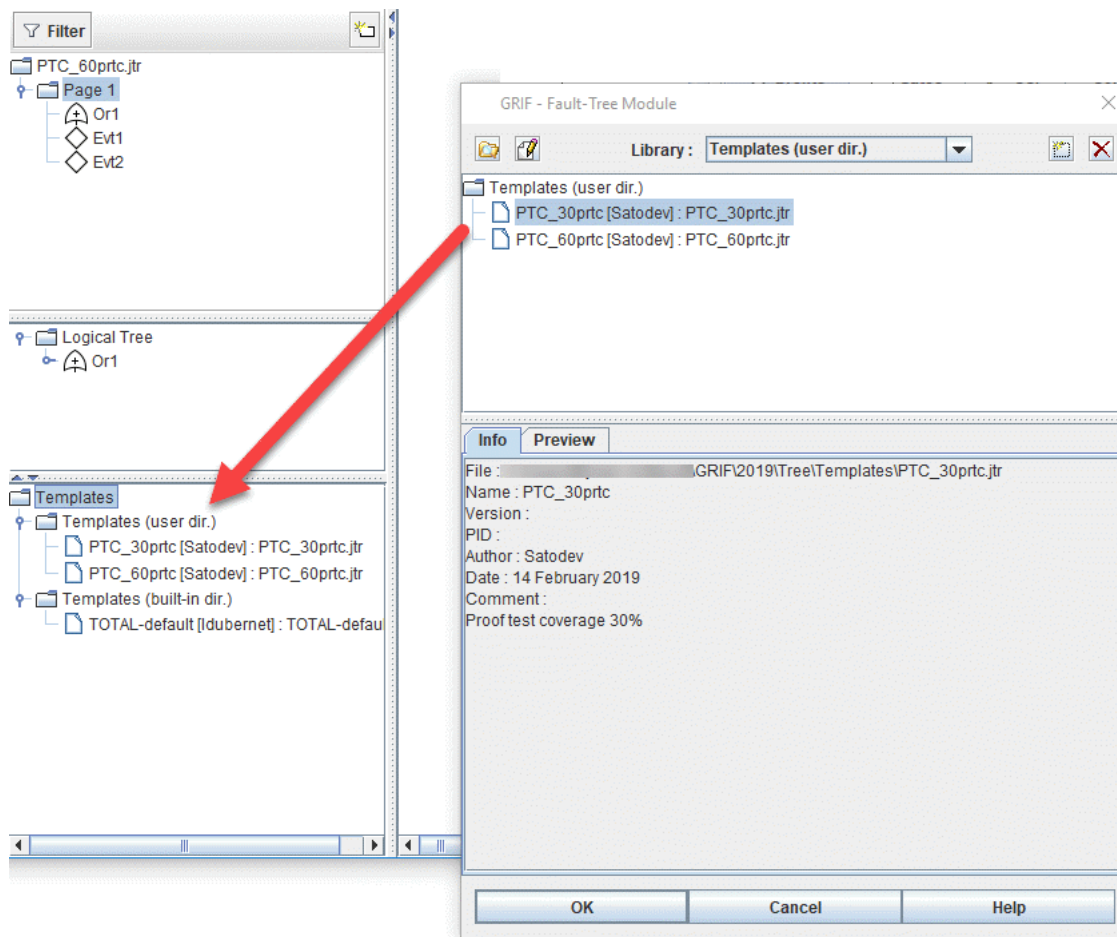 Filter
PTC_60prtc.jtr
Page 1
Or1
Evt1
Evt2
Logical Tree
Or1
Templates
Templates (user dir.)
PTC_30prtc [Satodev] : PTC_30prtc.jtr
PTC_60prtc [Satodev] : PTC_60prtc.jtr
Templates (built-in dir.)
TOTAL-default [ldubernet] : TOTAL-defau
GRIF - Fault-Tree Module
Library : Templates (user dir.)
Templates (user dir.)
PTC_30prtc [Satodev] : PTC_30prtc.jtr
PTC_60prtc [Satodev] : PTC_60prtc.jtr
Info Preview
File : \GRIF\2019\Tree\Templates\PTC_30prtc.jtr
Name : PTC_30prtc
Version :
PID :
Author : Satodev
Date : 14 February 2019
Comment :
Proof test coverage 30%
OK Cancel Help